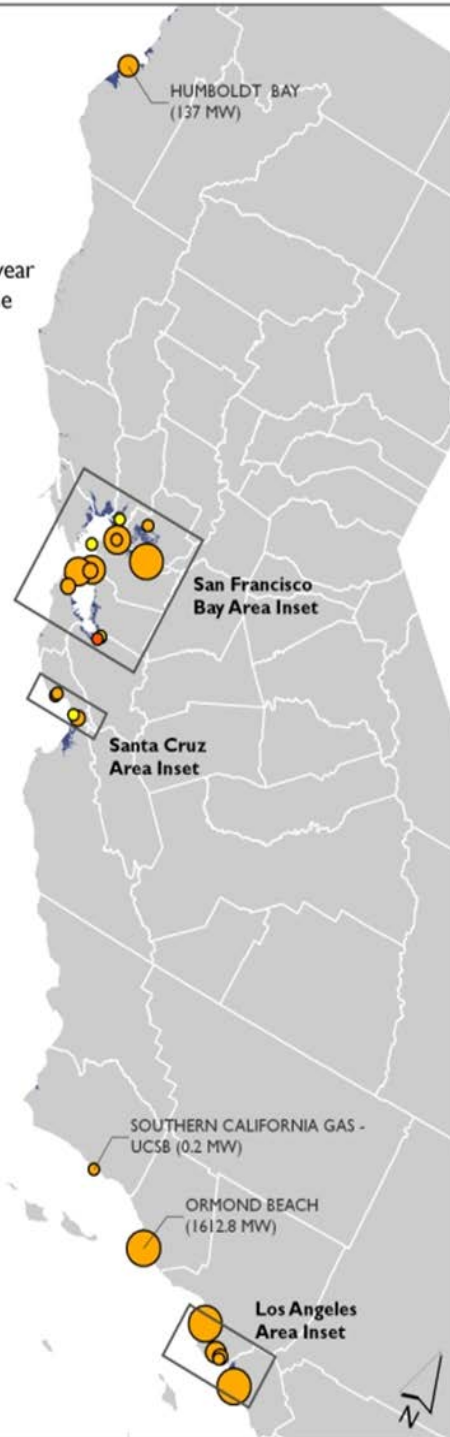 HUMBOLDT BAY
(137 MW)
year
e
San Francisco
Bay Area Inset
Santa Cruz
Area Inset
SOUTHERN CALIFORNIA GAS -
UCSB (0.2 MW)
ORMOND BEACH
(1612.8 MW)
Los Angeles
Area Inset
N